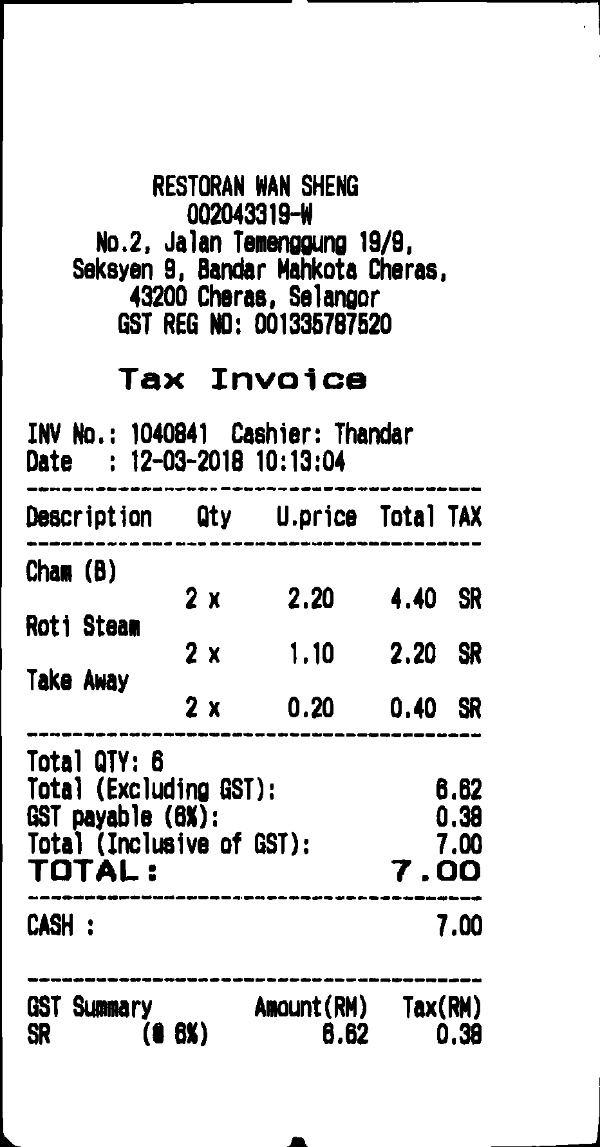 RESTORAN WAN SHENG
002043319-W
No.2, Jalan Temenggung 19/9,
Seksyen 9, Bandar Mahkota Cheras,
43200 Cheras, Selangor
GST REG NO: 001335787520
Tax Invoice
INV No.: 1040841 Cashier: Thandar
Date : 12-03-2018 10:13:04
Description Qty U.price Total TAX
Cham (B)
2 x 2.20 4.40 SR
Roti Steam
2 x 1.10 2.20 SR
Take Away
2 x 0.20 0.40 SR
Total QTY: 6
Total (Excluding GST): 6.62
GST payable (6%): 0.38
Total (Inclusive of GST): 7.00
TOTAL: 7.00
CASH : 7.00
GST Summary Amount(RM) Tax(RM)
SR (@ 6%) 6.62 0.38